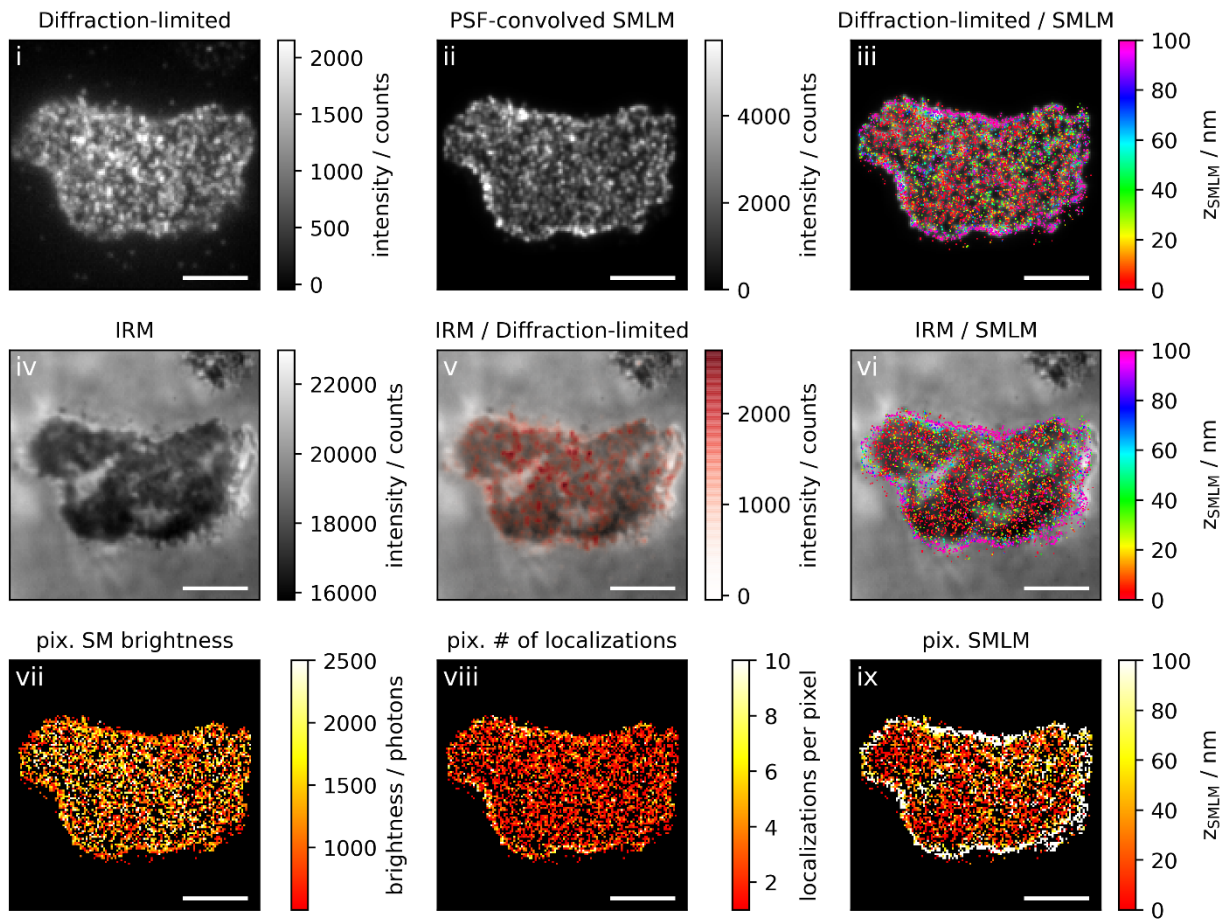 Diffraction-limited
PSF-convolved SMLM
Diffraction-limited / SMLM
i
2000
1500
1000
500
0
intensity / counts
ii
4000
2000
0
intensity / counts
iii
100
80
60
40
20
0
zSMLM / nm
IRM
IRM / Diffraction-limited
IRM / SMLM
iv
22000
20000
18000
16000
intensity / counts
v
2000
1000
0
intensity / counts
vi
100
80
60
40
20
0
zSMLM / nm
pix. SM brightness
pix. # of localizations
pix. SMLM
vii
2500
2000
1500
1000
brightness / photons
viii
10
8
6
4
2
localizations per pixel
ix
100
80
60
40
20
0
zSMLM / nm